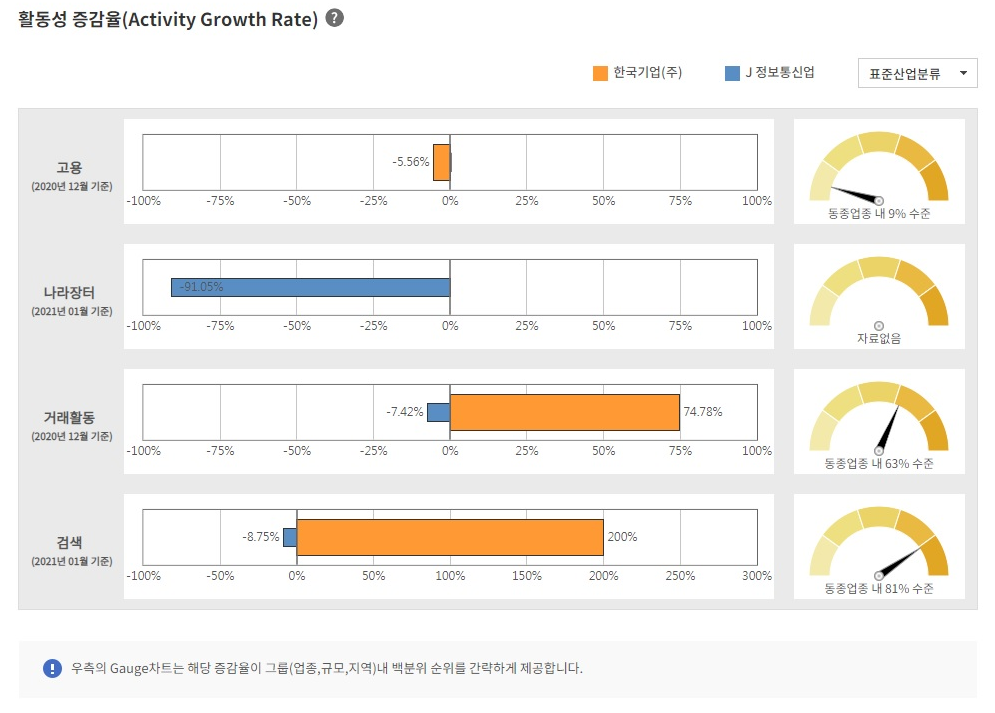 활동성 증감율(Activity Growth Rate) ?
한국기업(주) J 정보통신업 표준산업분류
고용
(2020년 12월 기준)
-5.56%
-100% -75% -50% -25% 0% 25% 50% 75% 100%
동종업종 내 9% 수준
나라장터
(2021년 01월 기준)
-91.05%
-100% -75% -50% -25% 0% 25% 50% 75% 100%
자료없음
거래활동
(2020년 12월 기준)
-7.42% 74.78%
-100% -75% -50% -25% 0% 25% 50% 75% 100%
동종업종 내 63% 수준
검색
(2021년 01월 기준)
-8.75% 200%
-100% -50% 0% 50% 100% 150% 200% 250% 300%
동종업종 내 81% 수준
! 우측의 Gauge차트는 해당 증감율이 그룹(업종,규모,지역)내 백분위 순위를 간략하게 제공합니다.